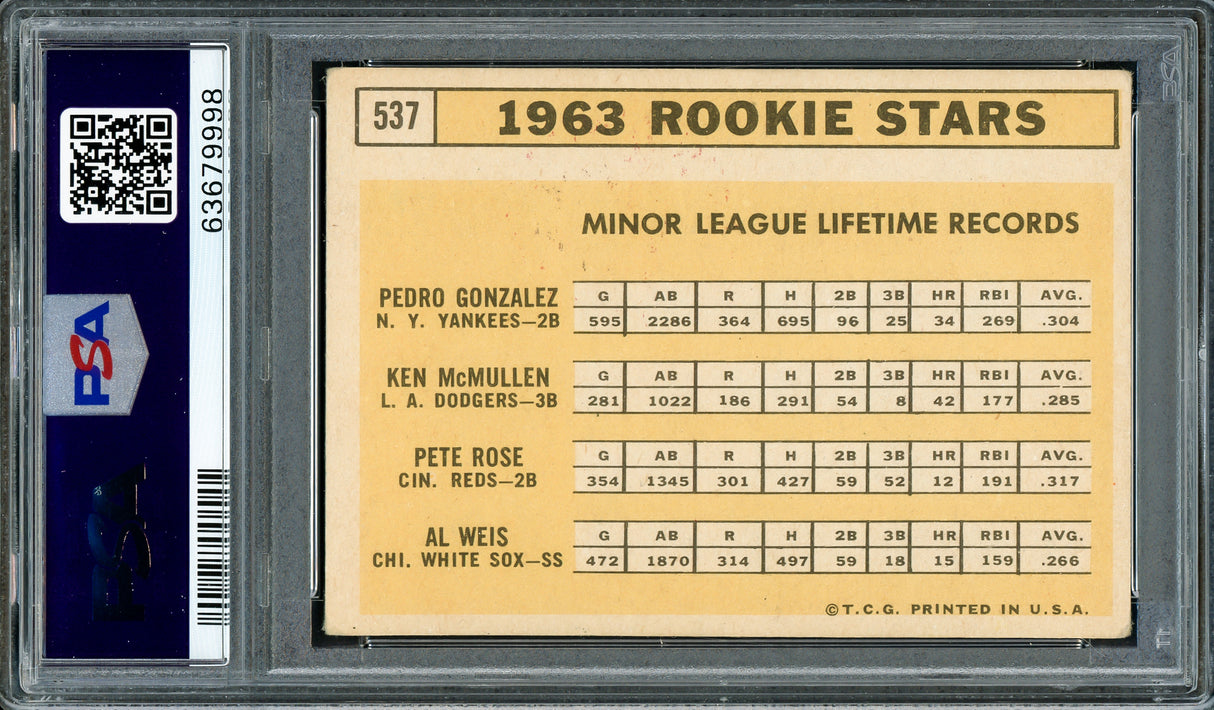 537
1963 ROOKIE STARS
MINOR LEAGUE LIFETIME RECORDS
PEDRO GONZALEZ G AB R H 2B 3B HR RBI AVG.
N. Y. YANKEES—2B 595 2286 364 695 96 25 34 269 .304
KEN McMULLEN G AB R H 2B 3B HR RBI AVG.
L. A. DODGERS—3B 281 1022 186 291 54 8 42 177 .285
PETE ROSE G AB R H 2B 3B HR RBI AVG.
CIN. REDS—2B 354 1345 301 427 59 52 12 191 .317
AL WEIS G AB R H 2B 3B HR RBI AVG.
CHI. WHITE SOX—SS 472 1870 314 497 59 18 15 159 .266
© T.C.G. PRINTED IN U.S.A.
63679998
PSA
PSA
PSA